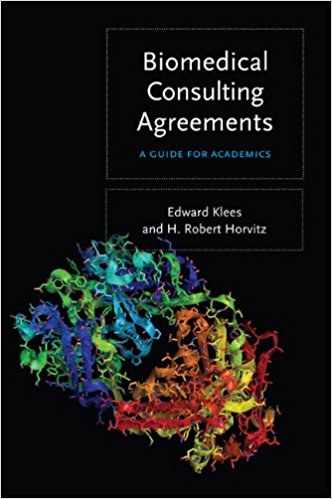 Biomedical
Consulting
Agreements
A GUIDE FOR ACADEMICS
Edward Klees
and H. Robert Horvitz